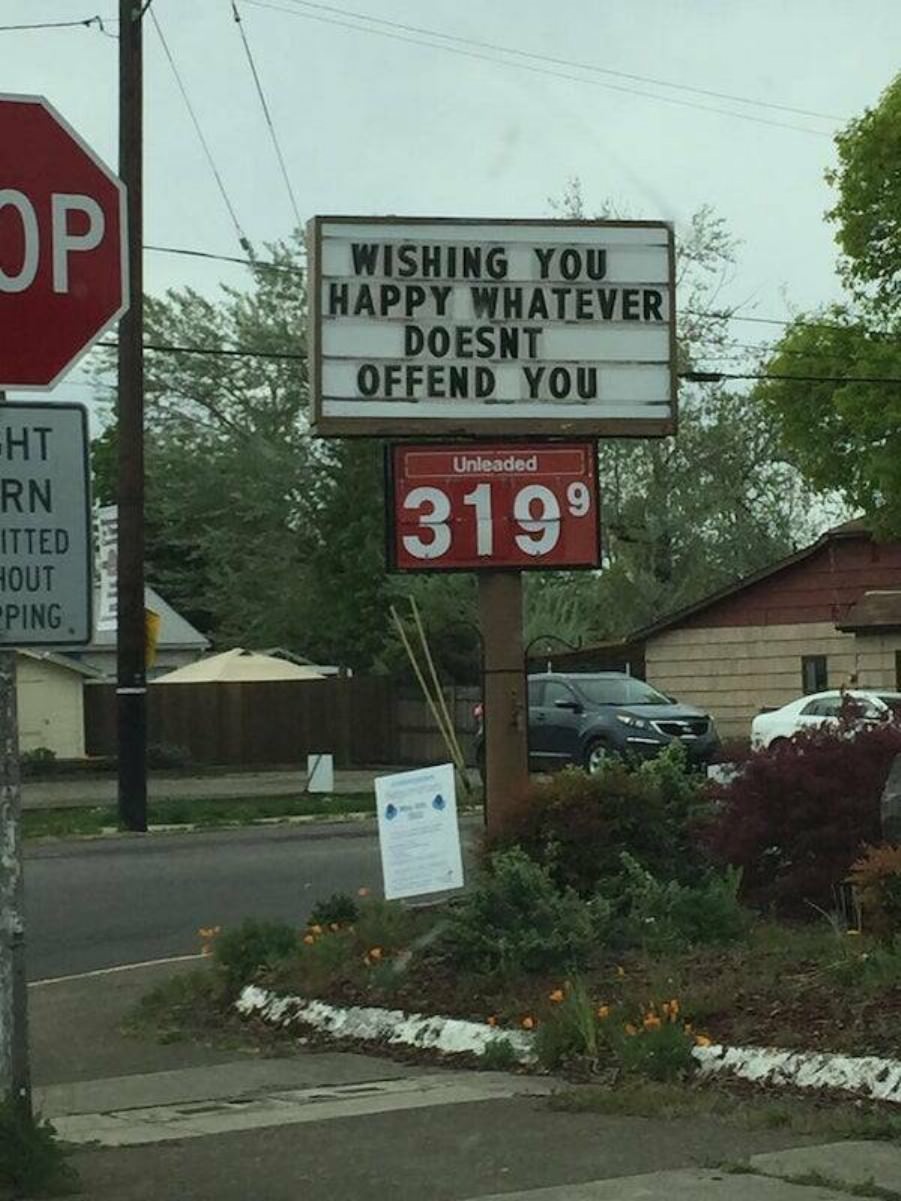 OP
WISHING YOU
HAPPY WHATEVER
DOESNT
OFFEND YOU
Unleaded
319 9
HT
RN
ITTED
HOUT
PPING